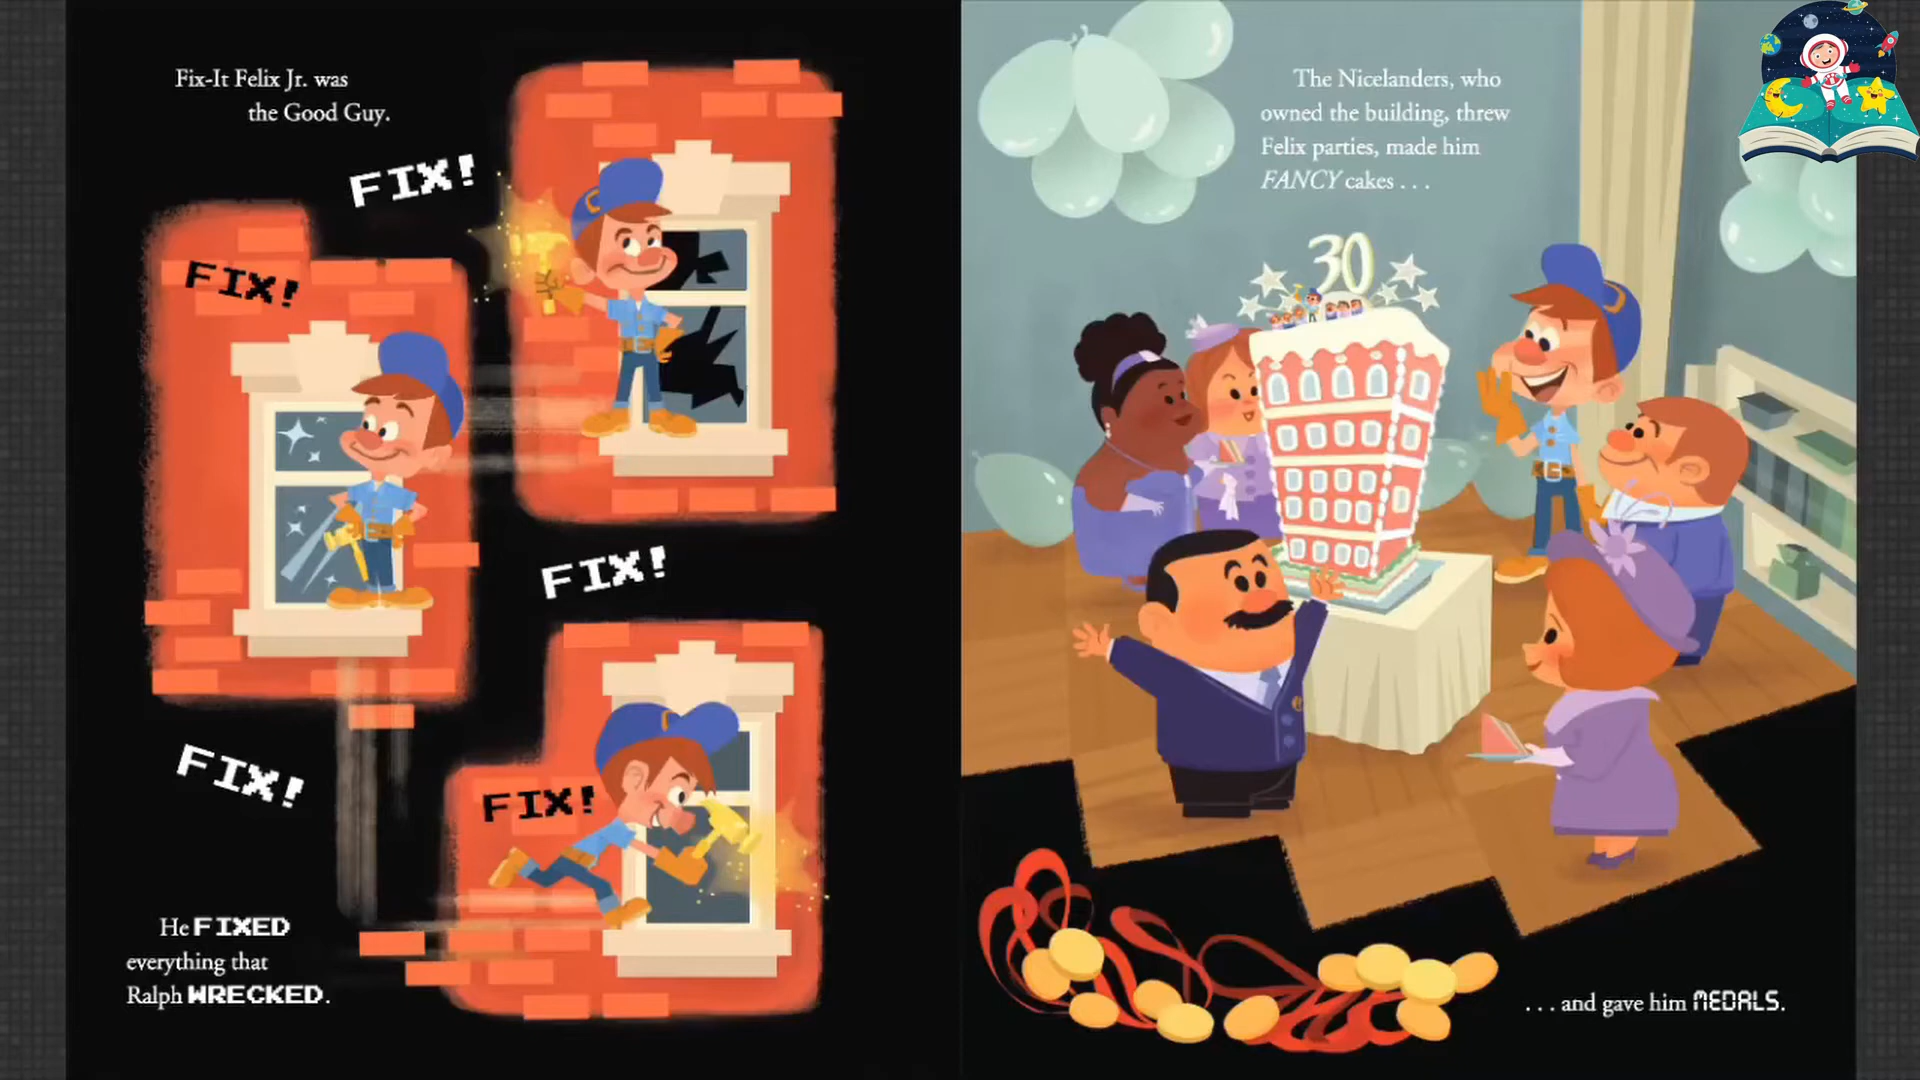 Fix-It Felix Jr. was
the Good Guy.
FIX!
FIX!
FIX!
FIX!
FIX!
He FIXED
everything that
Ralph WRECKED.
The Nicelanders, who
owned the building, threw
Felix parties, made him
FANCY cakes . . .
30
. . . and gave him MEDALS.